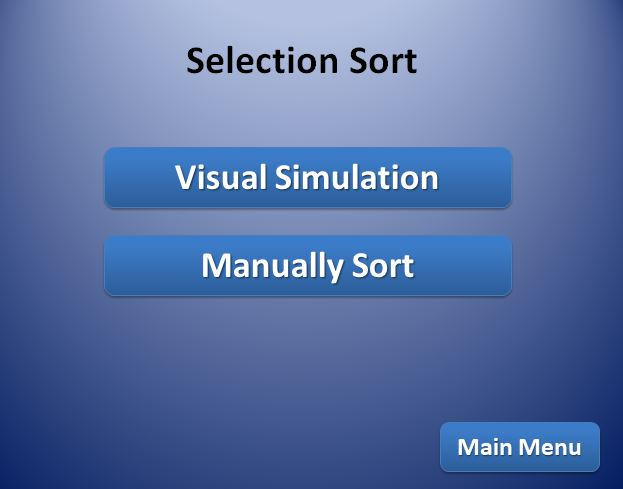 Selection Sort
Visual Simulation
Manually Sort
Main Menu